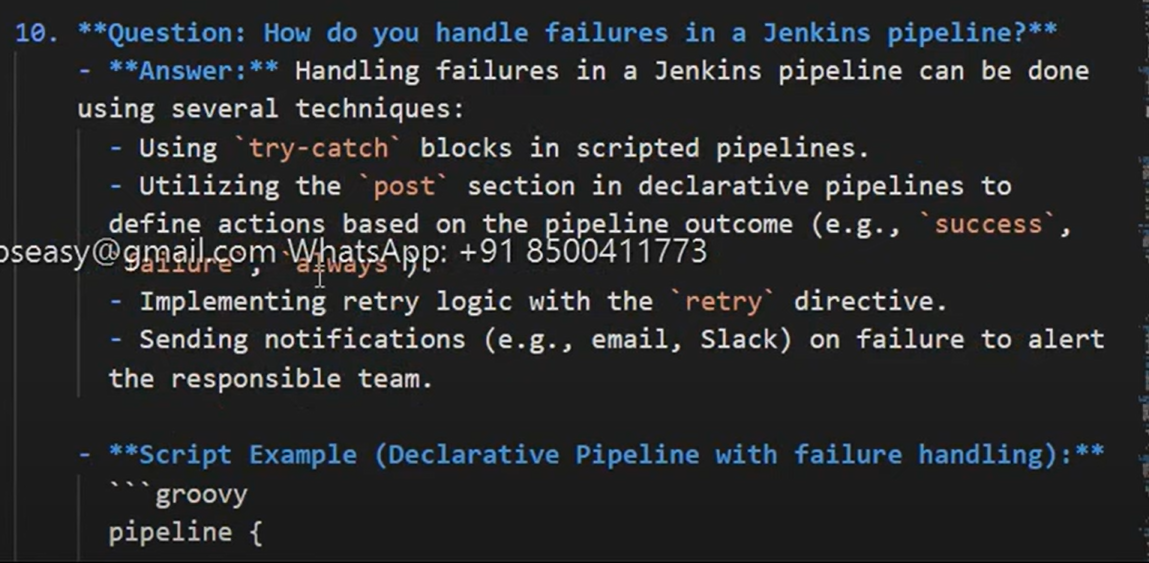 10. **Question: How do you handle failures in a Jenkins pipeline?**
- **Answer:** Handling failures in a Jenkins pipeline can be done
using several techniques:
- Using `try-catch` blocks in scripted pipelines.
- Utilizing the `post` section in declarative pipelines to
define actions based on the pipeline outcome (e.g., `success`,
pseasy@gmail.com WhatsApp: +91 8500411773
`failure`, `always`).
- Implementing retry logic with the `retry` directive.
- Sending notifications (e.g., email, Slack) on failure to alert
the responsible team.
- **Script Example (Declarative Pipeline with failure handling):**
```groovy
pipeline {